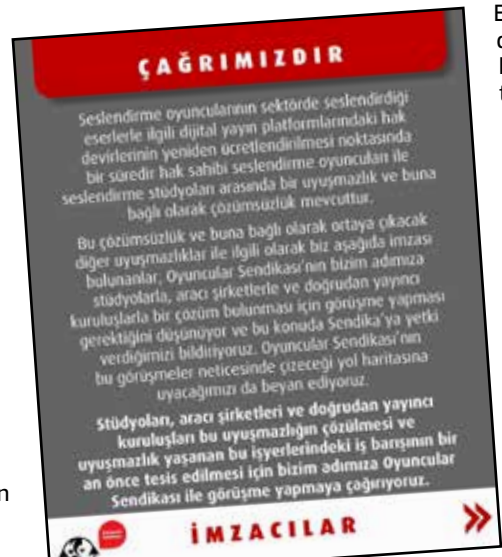 ÇAĞRIMIZDIR
Seslendirme oyuncularının sektörde seslendirdiği
eserlerle ilgili dijital yayın platformlarındaki hak
devirlerinin yeniden ücretlendirilmesi noktasında
bir süredir hak sahibi seslendirme oyuncuları ile
seslendirme stüdyoları arasında bir uyuşmazlık ve buna
bağlı olarak çözümsüzlük mevcuttur.
Bu çözümsüzlük ve buna bağlı olarak ortaya çıkacak
diğer uyuşmazlıklar ile ilgili olarak biz aşağıda imzası
bulunanlar, Oyuncular Sendikası'nın bizim adımıza
stüdyolarla, aracı şirketlerle ve doğrudan yayıncı
kuruluşlarla bir çözüm bulunması için görüşme yapması
gerektiğini düşünüyor ve bu konuda Sendika'ya yetki
verdiğimizi bildiriyoruz. Oyuncular Sendikası'nın
bu görüşmeler neticesinde çizeceği yol haritasına
uyacağımızı da beyan ediyoruz.
Stüdyoları, aracı şirketleri ve doğrudan yayıncı
kuruluşları bu uyuşmazlığın çözülmesi ve
uyuşmazlık yaşanan bu işyerlerindeki iş barışının bir
an önce tesis edilmesi için bizim adımıza Oyuncular
Sendikası ile görüşme yapmaya çağırıyoruz.
İMZACILAR